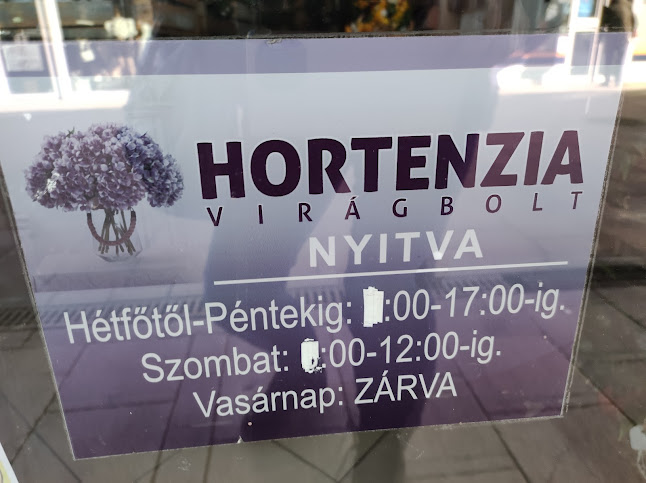 HORTENZIA
VIRÁGBOLT
NYITVA
Hétfőtől-Péntekig: :00-17:00-ig.
Szombat: :00-12:00-ig.
Vasárnap: ZÁRVA